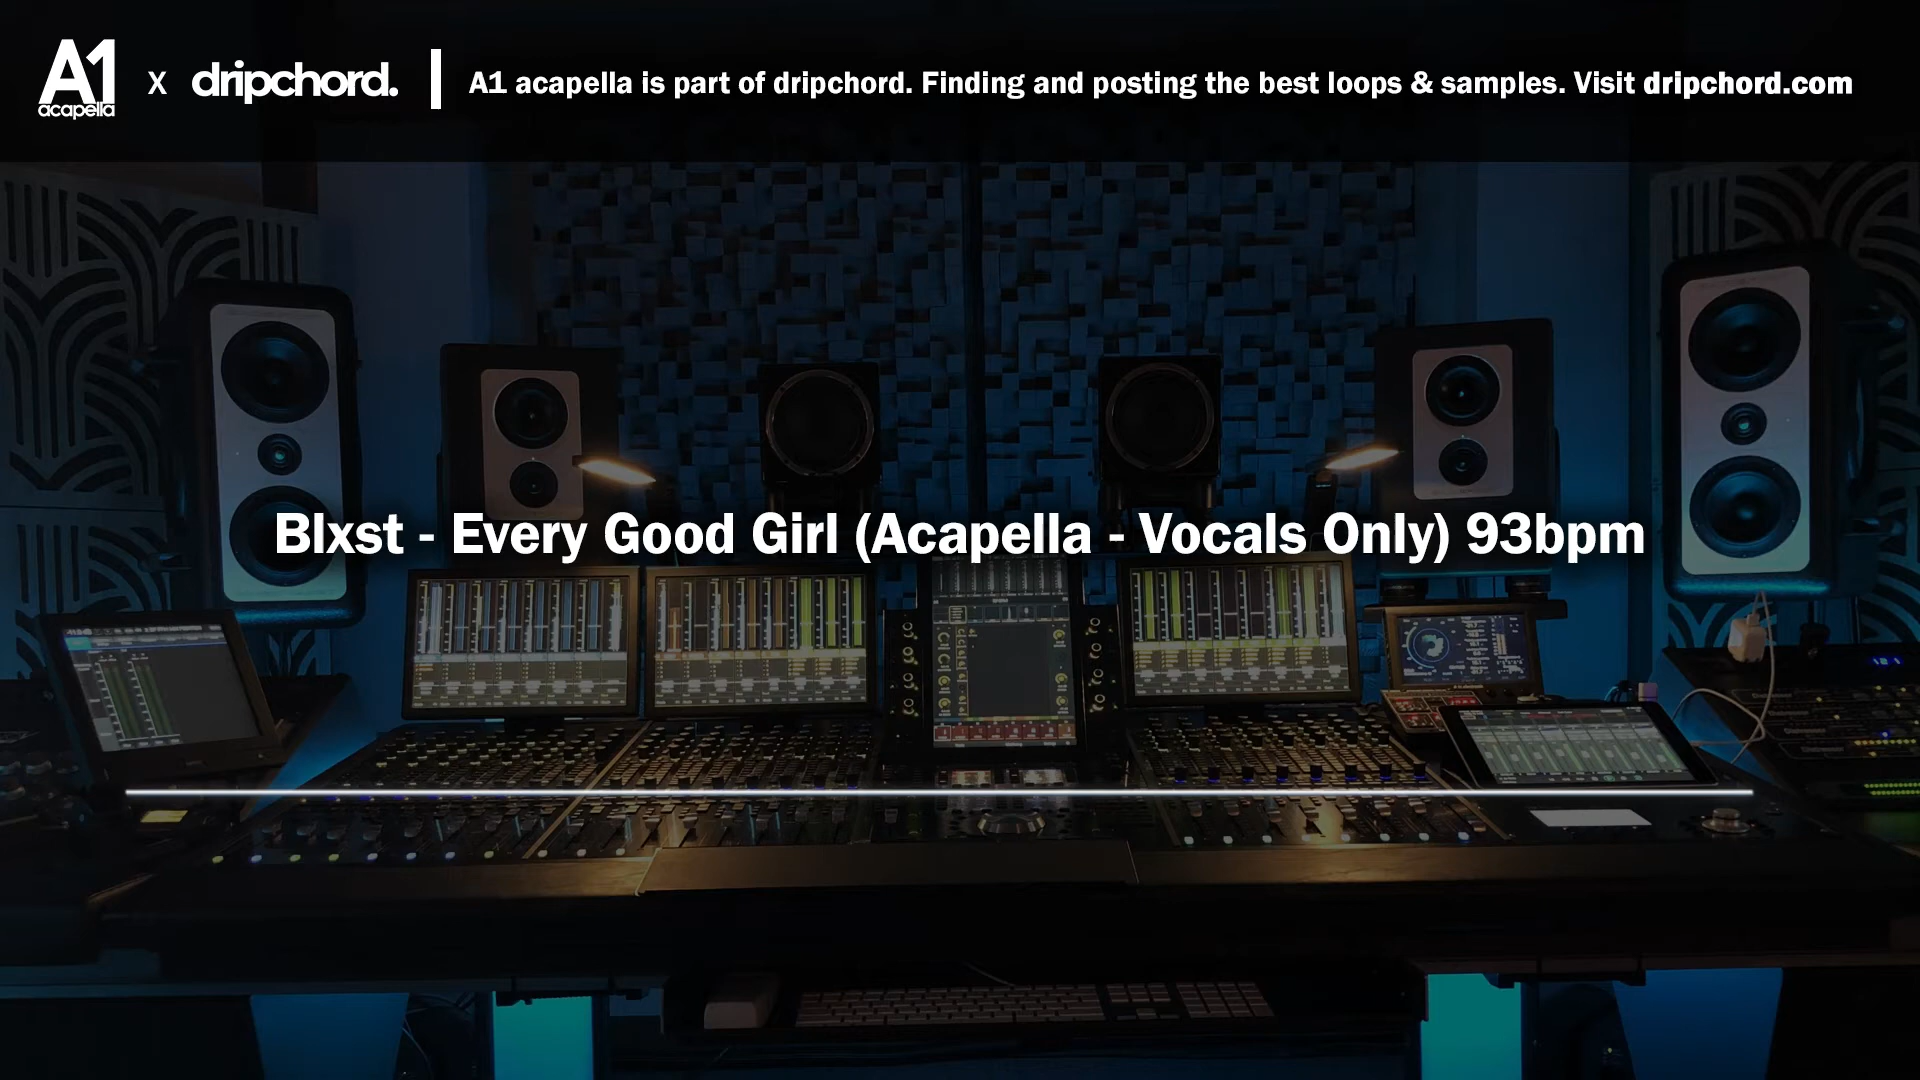 A1 acapella X dripchord. A1 acapella is part of dripchord. Finding and posting the best loops & samples. Visit dripchord.com
Blxst - Every Good Girl (Acapella - Vocals Only) 93bpm